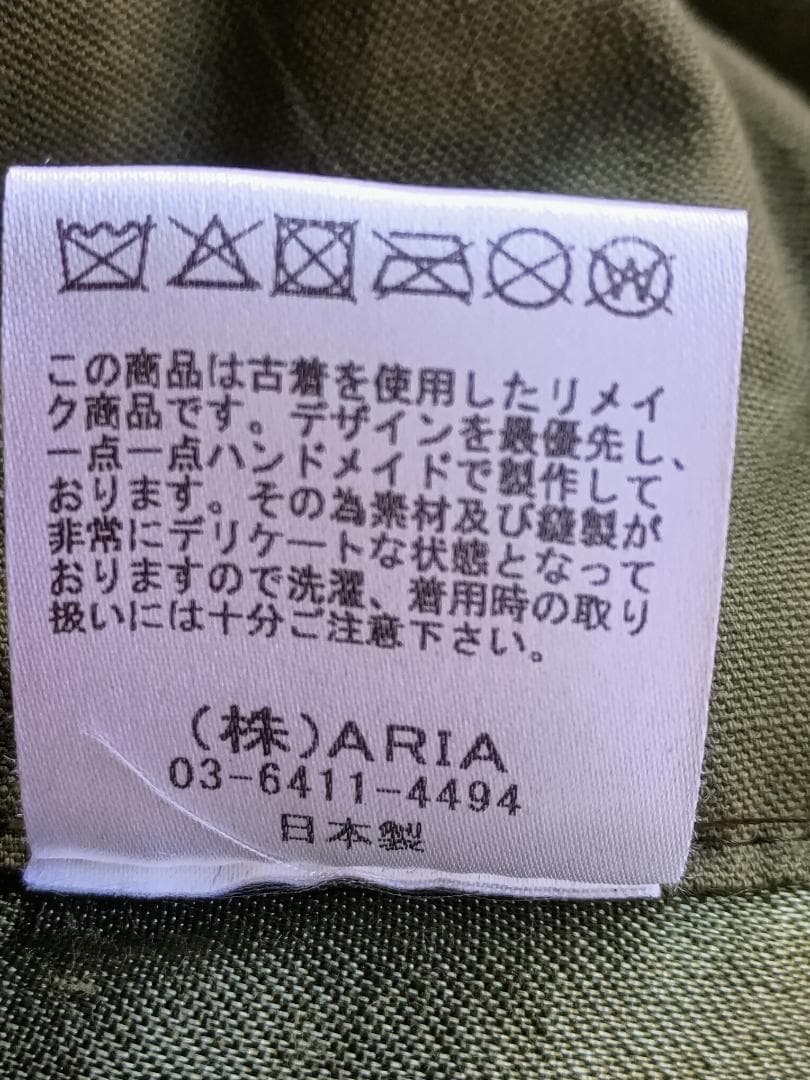 この商品は古着を使用したリメイ
ク商品です。デザインを最優先し、
一点一点ハンドメイドで製作して
おります。その為素材及び縫製が
非常にデリケートな状態となって
おりますので洗濯、着用時の取り
扱いには十分ご注意下さい。
(株)ARIA
03-6411-4494
日本製